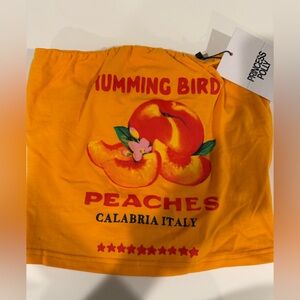 HUMMING BIRD
PRINCESS
POLLY
PEACHES
CALABRIA ITALY